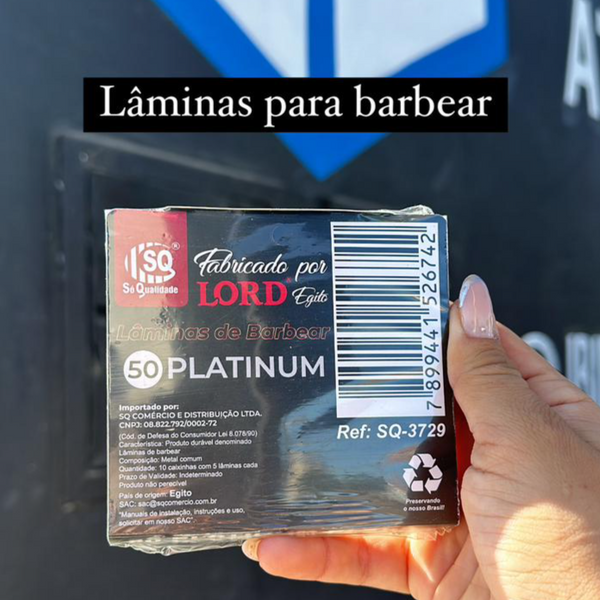 Lâminas para barbear
SQ
Só Qualidade
Fabricado por
LORD® Egito
Lâminas de Barbear
50 PLATINUM
Importado por:
SQ COMÉRCIO E DISTRIBUIÇÃO LTDA.
CNPJ: 08.822.792/0002-72
(Cód. de Defesa do Consumidor Lei 8.078/90)
Característica: Produto durável denominado
Lâminas de barbear
Composição: Metal comum
Quantidade: 10 caixinhas com 5 lâminas cada
Prazo de Validade: Indeterminado
Produto não perecível
País de origem: Egito
SAC: sac@sqcomercio.com.br
"Manuais de instalação, instruções e uso,
solicitar em nosso SAC"
7 899441 526742
Ref: SQ-3729
Preservando
o nosso Brasil!